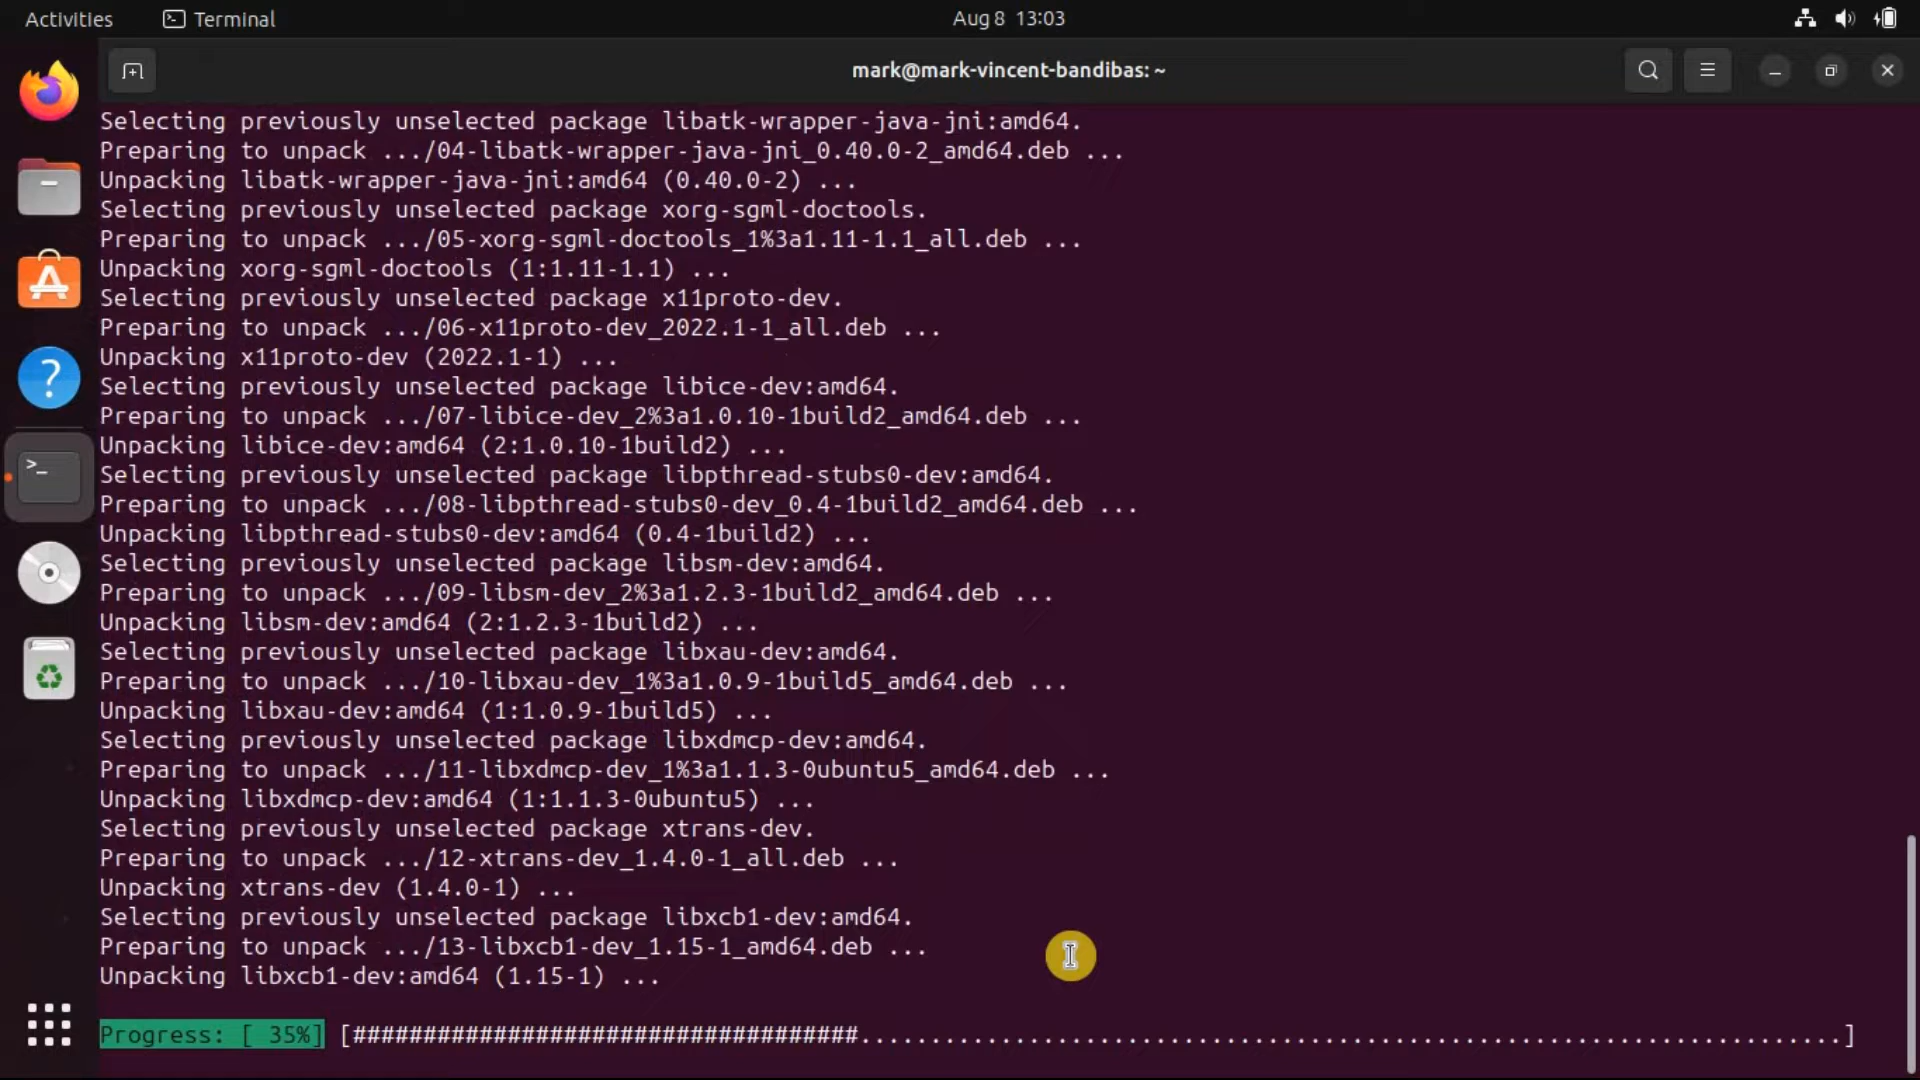 Activities
Terminal
Aug 8 13:03
mark@mark-vincent-bandibas: ~
Selecting previously unselected package libatk-wrapper-java-jni:amd64.
Preparing to unpack .../04-libatk-wrapper-java-jni_0.40.0-2_amd64.deb ...
Unpacking libatk-wrapper-java-jni:amd64 (0.40.0-2) ...
Selecting previously unselected package xorg-sgml-doctools.
Preparing to unpack .../05-xorg-sgml-doctools_1%3a1.11-1.1_all.deb ...
Unpacking xorg-sgml-doctools (1:1.11-1.1) ...
Selecting previously unselected package x11proto-dev.
Preparing to unpack .../06-x11proto-dev_2022.1-1_all.deb ...
Unpacking x11proto-dev (2022.1-1) ...
Selecting previously unselected package libice-dev:amd64.
Preparing to unpack .../07-libice-dev_2%3a1.0.10-1build2_amd64.deb ...
Unpacking libice-dev:amd64 (2:1.0.10-1build2) ...
Selecting previously unselected package libpthread-stubs0-dev:amd64.
Preparing to unpack .../08-libpthread-stubs0-dev_0.4-1build2_amd64.deb ...
Unpacking libpthread-stubs0-dev:amd64 (0.4-1build2) ...
Selecting previously unselected package libsm-dev:amd64.
Preparing to unpack .../09-libsm-dev_2%3a1.2.3-1build2_amd64.deb ...
Unpacking libsm-dev:amd64 (2:1.2.3-1build2) ...
Selecting previously unselected package libxau-dev:amd64.
Preparing to unpack .../10-libxau-dev_1%3a1.0.9-1build5_amd64.deb ...
Unpacking libxau-dev:amd64 (1:1.0.9-1build5) ...
Selecting previously unselected package libxdmcp-dev:amd64.
Preparing to unpack .../11-libxdmcp-dev_1%3a1.1.3-0ubuntu5_amd64.deb ...
Unpacking libxdmcp-dev:amd64 (1:1.1.3-0ubuntu5) ...
Selecting previously unselected package xtrans-dev.
Preparing to unpack .../12-xtrans-dev_1.4.0-1_all.deb ...
Unpacking xtrans-dev (1.4.0-1) ...
Selecting previously unselected package libxcb1-dev:amd64.
Preparing to unpack .../13-libxcb1-dev_1.15-1_amd64.deb ...
Unpacking libxcb1-dev:amd64 (1.15-1) ...
Progress: [ 35%] [####################################......................................................................]